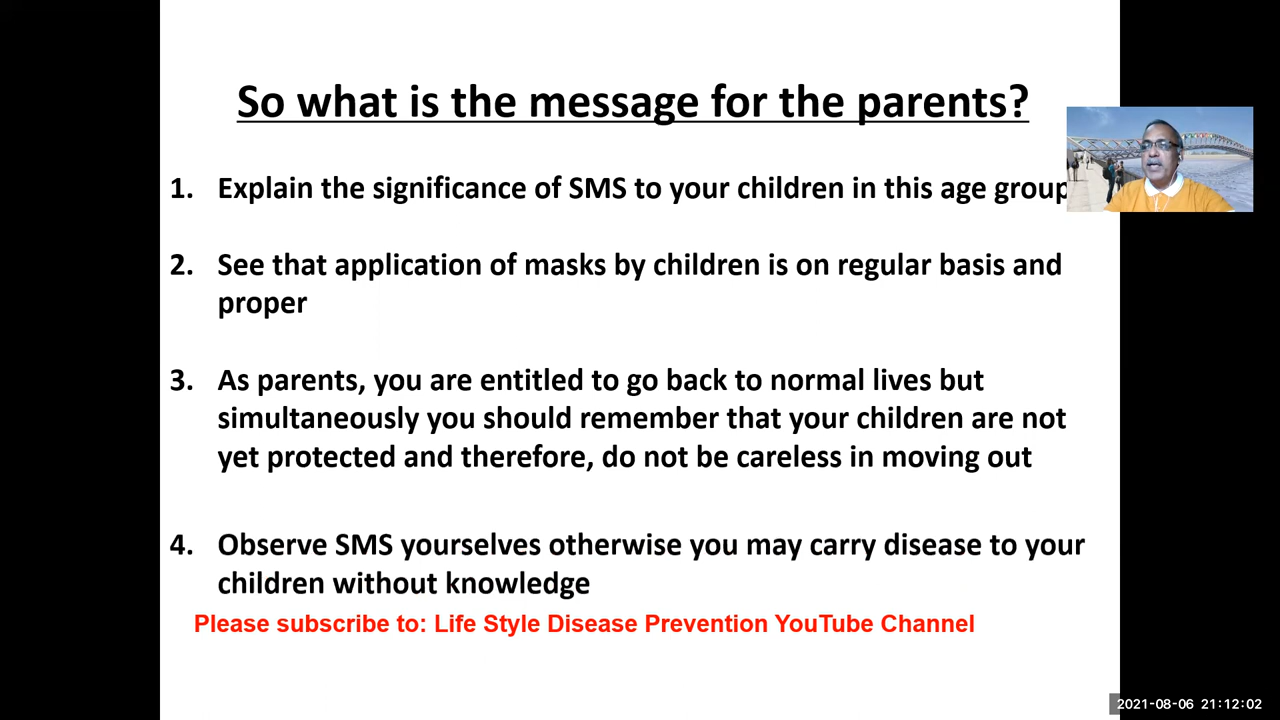 So what is the message for the parents?
1. Explain the significance of SMS to your children in this age group
2. See that application of masks by children is on regular basis and
proper
3. As parents, you are entitled to go back to normal lives but
simultaneously you should remember that your children are not
yet protected and therefore, do not be careless in moving out
4. Observe SMS yourselves otherwise you may carry disease to your
children without knowledge
Please subscribe to: Life Style Disease Prevention YouTube Channel
2021-08-06 21:12:02